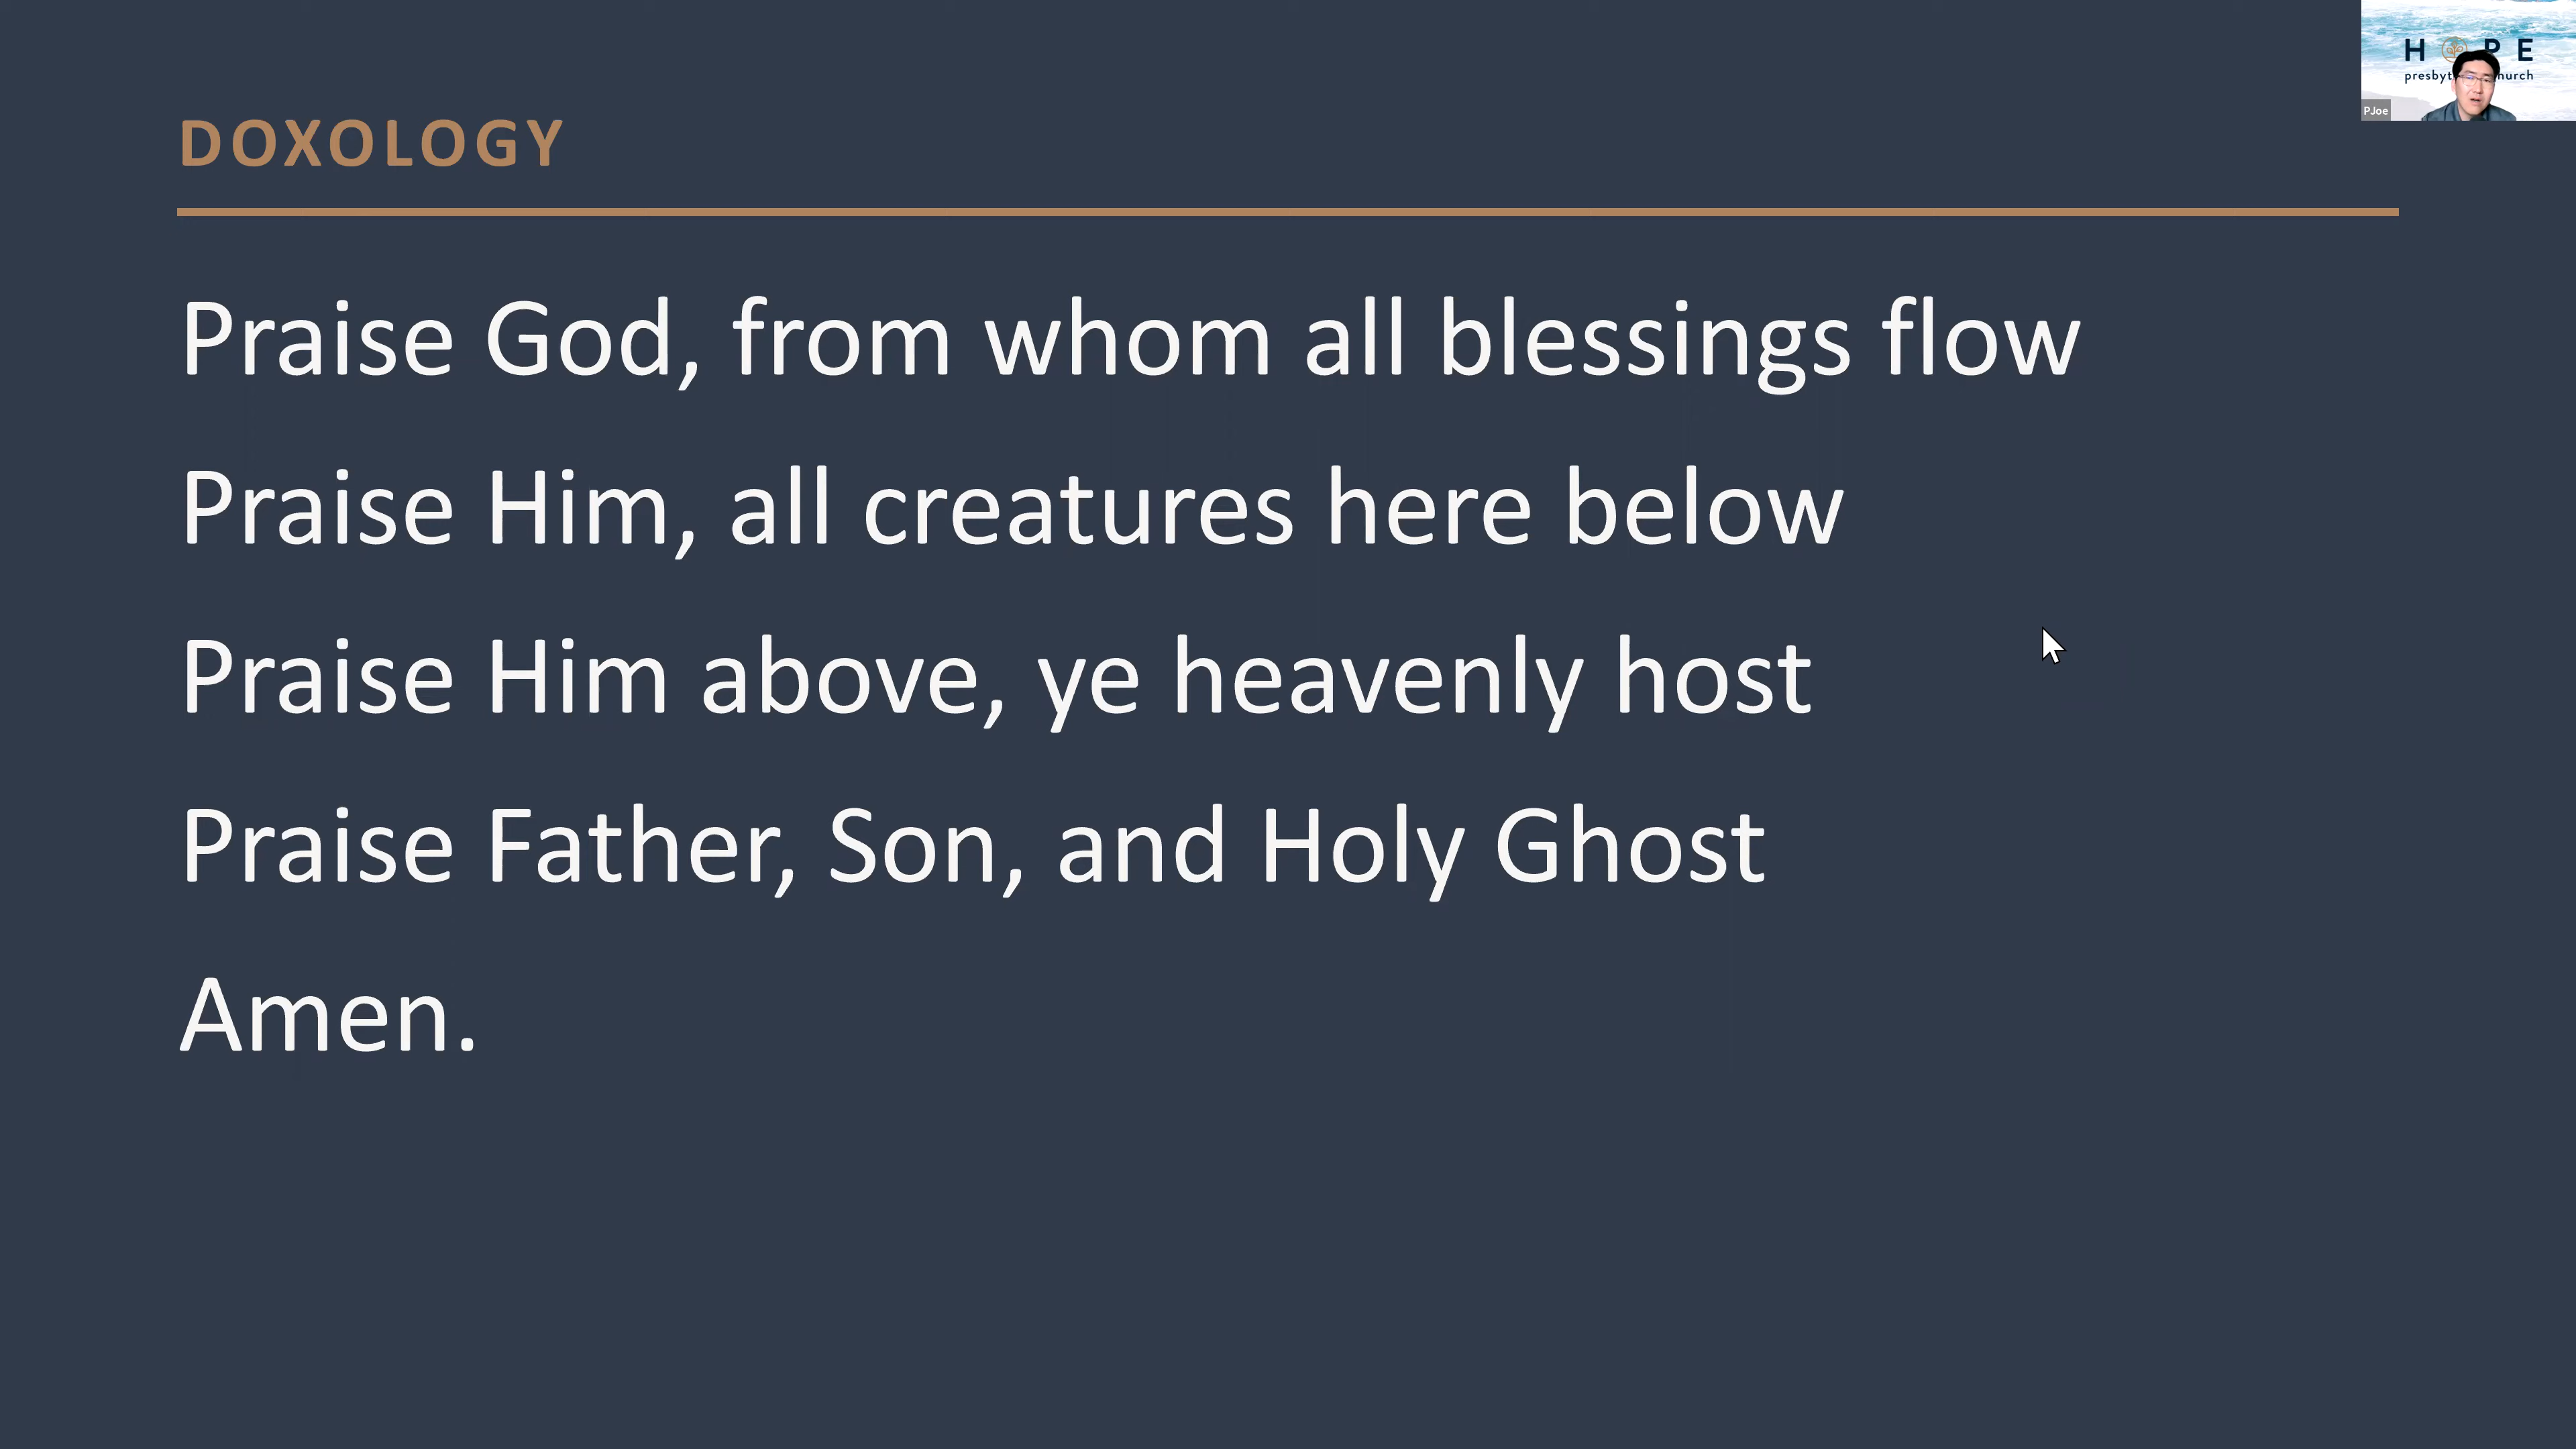 DOXOLOGY
Praise God, from whom all blessings flow
Praise Him, all creatures here below
Praise Him above, ye heavenly host
Praise Father, Son, and Holy Ghost
Amen.
PJoe